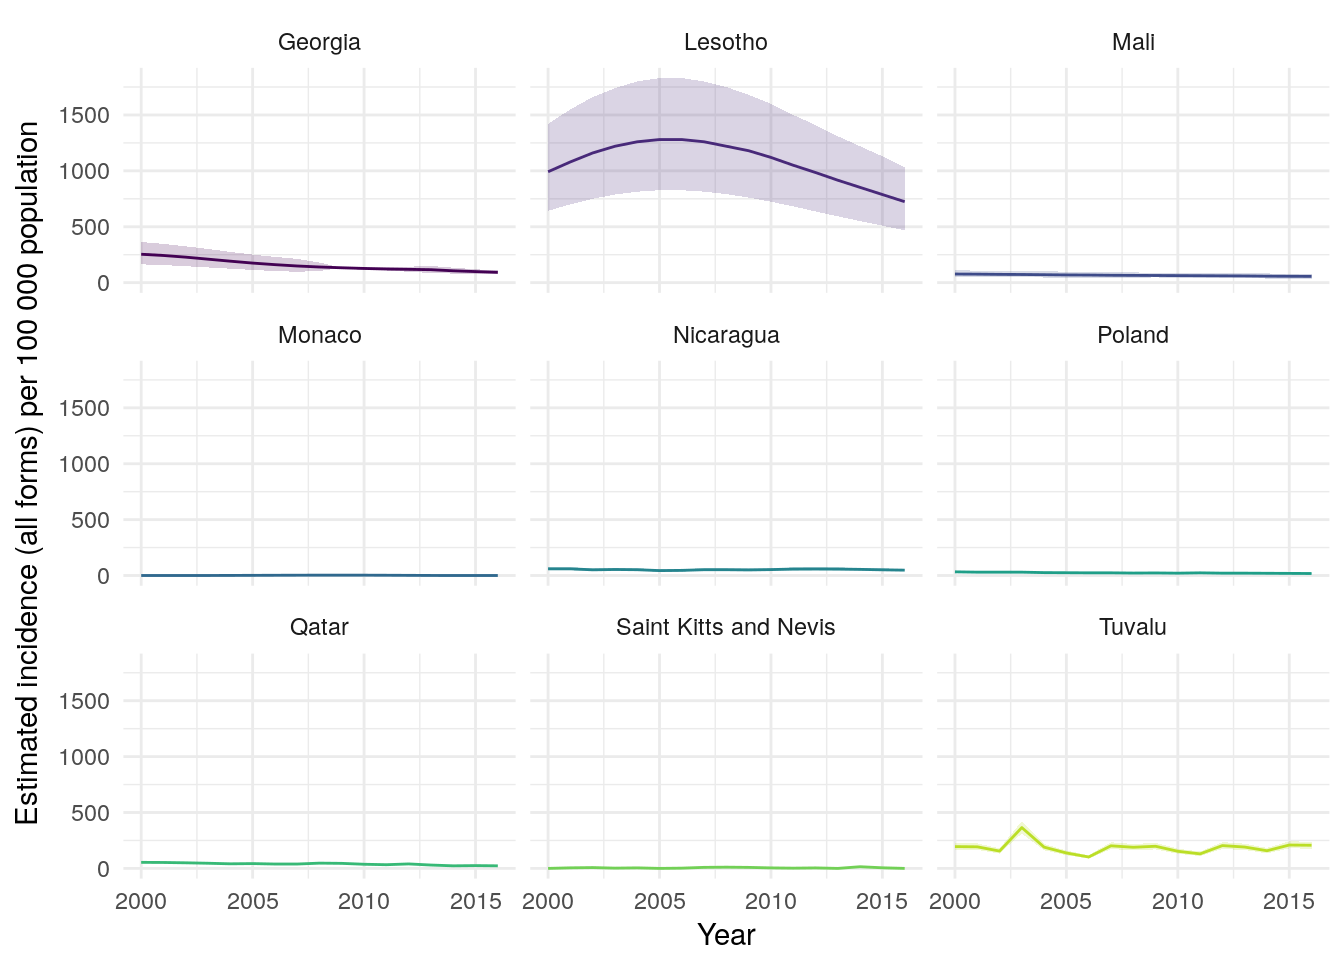 Georgia
Lesotho
Mali
1500
1000
500
0
Monaco
Nicaragua
Poland
1500
1000
500
0
Qatar
Saint Kitts and Nevis
Tuvalu
1500
1000
500
0
2000 2005 2010 2015
2000 2005 2010 2015
2000 2005 2010 2015
Year
Estimated incidence (all forms) per 100 000 population